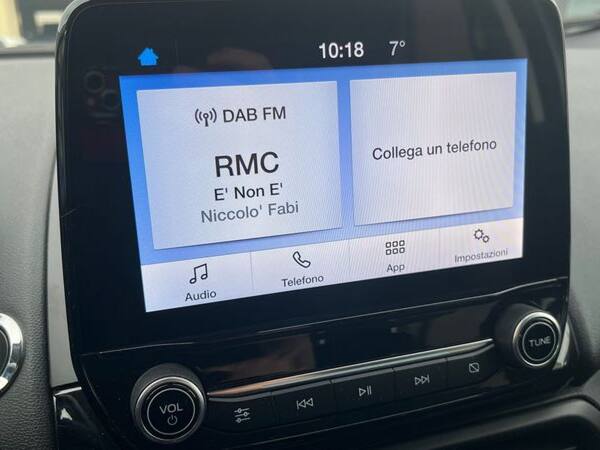 10:18 7°
DAB FM
RMC
E' Non E'
Niccolo' Fabi
Collega un telefono
Audio
Telefono
App
Impostazioni
VOL
TUNE